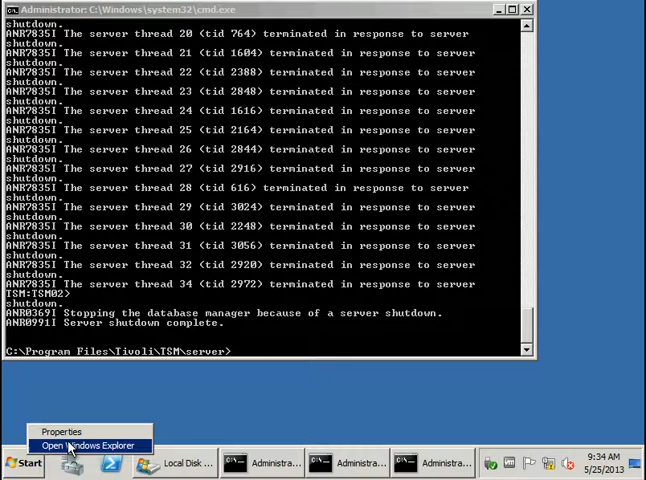 Administrator: C:\Windows\system32\cmd.exe
shutdown.
ANR7835I The server thread 20 (tid 764) terminated in response to server
shutdown.
ANR7835I The server thread 21 (tid 1604) terminated in response to server
shutdown.
ANR7835I The server thread 22 (tid 2388) terminated in response to server
shutdown.
ANR7835I The server thread 23 (tid 2848) terminated in response to server
shutdown.
ANR7835I The server thread 24 (tid 1616) terminated in response to server
shutdown.
ANR7835I The server thread 25 (tid 2164) terminated in response to server
shutdown.
ANR7835I The server thread 26 (tid 2844) terminated in response to server
shutdown.
ANR7835I The server thread 27 (tid 2916) terminated in response to server
shutdown.
ANR7835I The server thread 28 (tid 616) terminated in response to server
shutdown.
ANR7835I The server thread 29 (tid 3024) terminated in response to server
shutdown.
ANR7835I The server thread 30 (tid 2248) terminated in response to server
shutdown.
ANR7835I The server thread 31 (tid 3056) terminated in response to server
shutdown.
ANR7835I The server thread 32 (tid 2920) terminated in response to server
shutdown.
ANR7835I The server thread 34 (tid 2972) terminated in response to server
TSM:TSM02>
shutdown.
ANR0369I Stopping the database manager because of a server shutdown.
ANR0991I Server shutdown complete.
C:\Program Files\Tivoli\TSM\server>
Properties
Open Windows Explorer
Start Local Disk ... Administra... Administra... Administra... 9:34 AM
5/25/2013